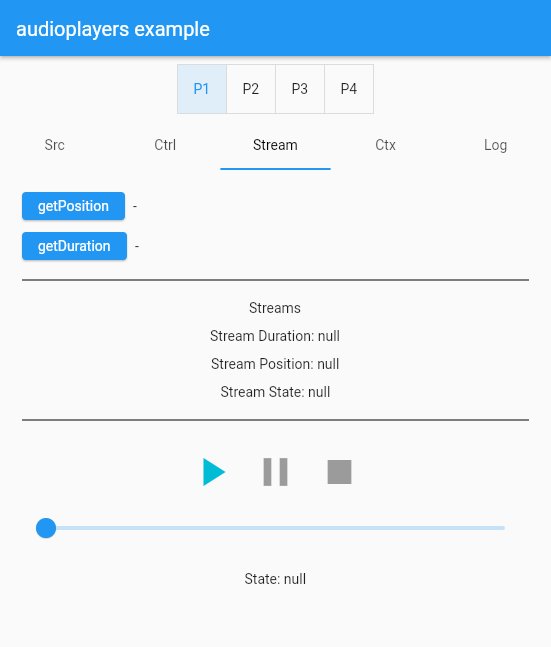 audioplayers example
P1 P2 P3 P4
Src Ctrl Stream Ctx Log
getPosition -
getDuration -
Streams
Stream Duration: null
Stream Position: null
Stream State: null
State: null